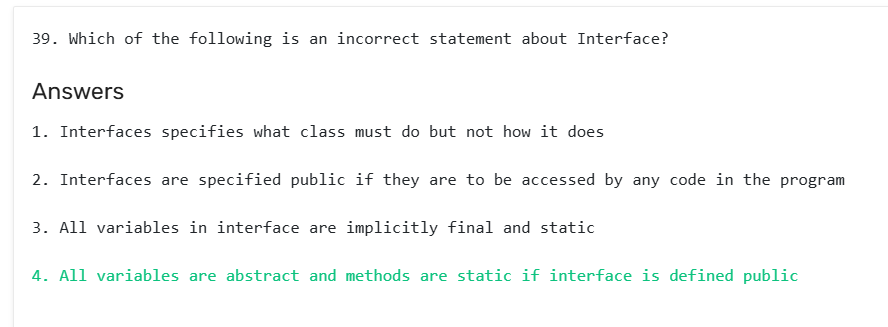 39. Which of the following is an incorrect statement about Interface?
Answers
1. Interfaces specifies what class must do but not how it does
2. Interfaces are specified public if they are to be accessed by any code in the program
3. All variables in interface are implicitly final and static
4. All variables are abstract and methods are static if interface is defined public